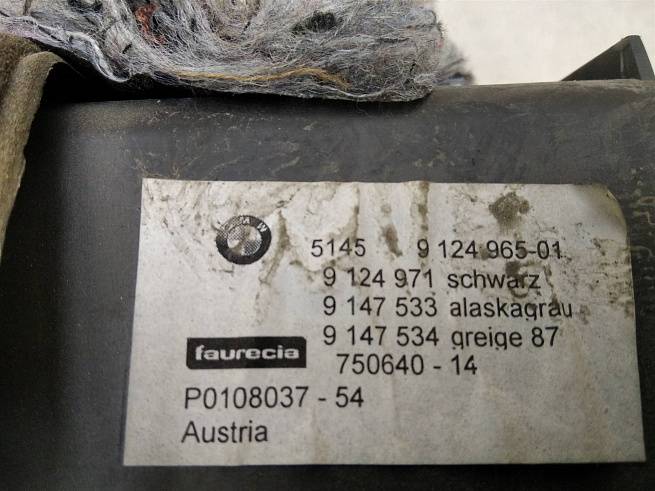 BMW
5145 9 124 965-01
9 124 971 schwarz
9 147 533 alaskagrau
9 147 534 greige 87
faurecia
750640 - 14
P0108037 - 54
Austria